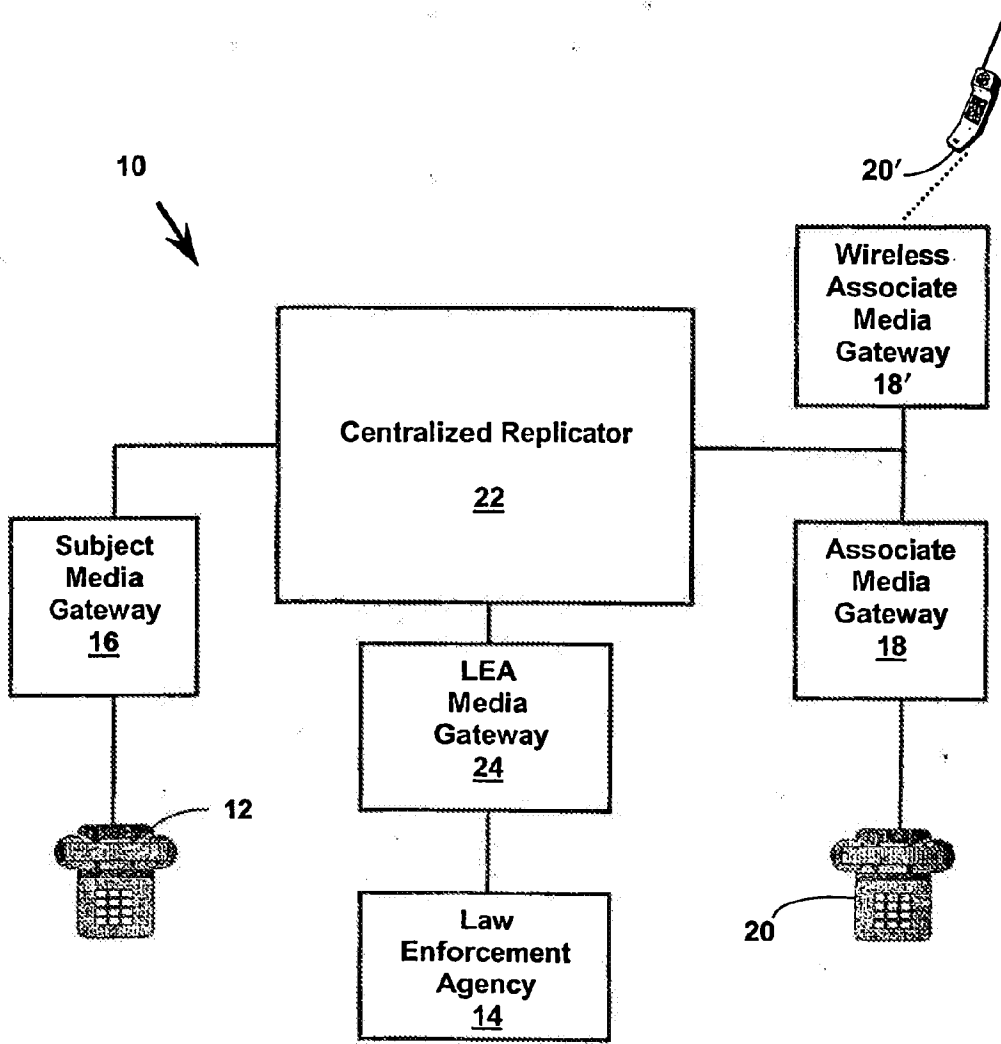 10
20′
Wireless
Associate
Media
Gateway
18′
Centralized Replicator
22
Subject
Media
Gateway
16
Associate
Media
Gateway
18
LEA
Media
Gateway
24
12
20
Law
Enforcement
Agency
14